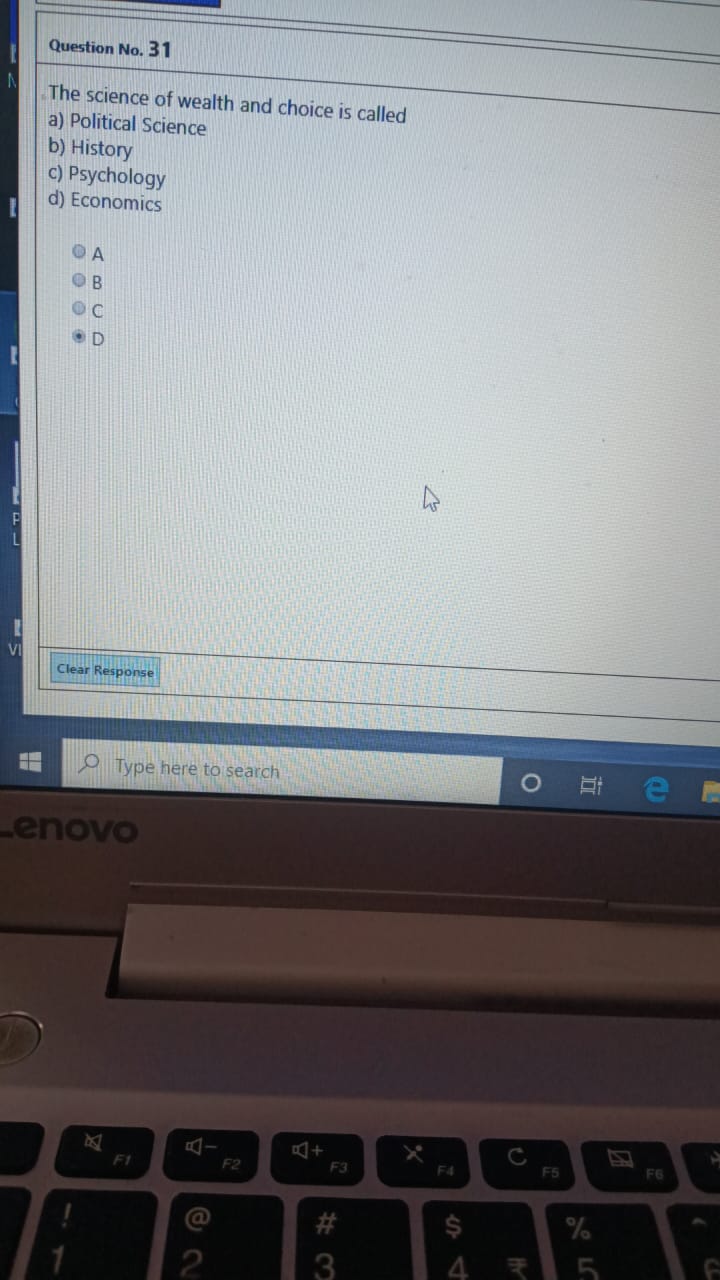 Question No. 31
The science of wealth and choice is called
a) Political Science
b) History
c) Psychology
d) Economics
A
B
C
D
Clear Response
VI
Type here to search
Lenovo
F1 F2 F3 F4 F5 F6
! @ # $ %
1 2 3 4 ₹ 5